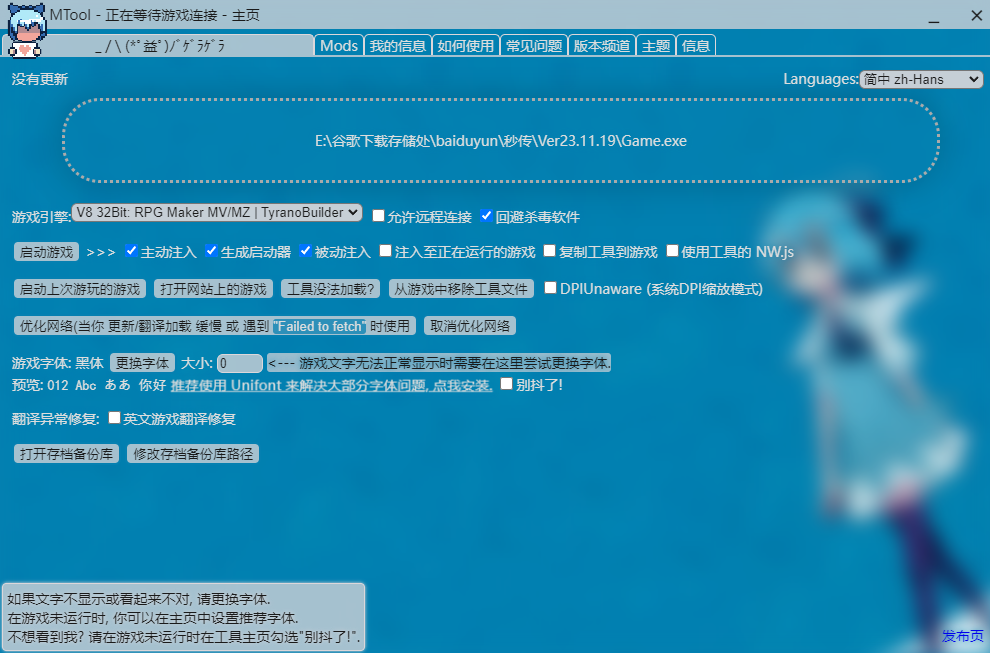 MTool - 正在等待游戏连接 - 主页
_ / \ (*ﾟ益ﾟ)ﾉﾞｹﾞﾗｹﾞﾗ
Mods 我的信息 如何使用 常见问题 版本频道 主题 信息
没有更新 Languages: 简中 zh-Hans
E:\谷歌下载存储处\baiduyun\秒传\Ver23.11.19\Game.exe
游戏引擎: V8 32Bit: RPG Maker MV/MZ | TyranoBuilder 允许远程连接 回避杀毒软件
启动游戏 >>> 主动注入 生成启动器 被动注入 注入至正在运行的游戏 复制工具到游戏 使用工具的 NW.js
启动上次游玩的游戏 打开网站上的游戏 工具没法加载? 从游戏中移除工具文件 DPIUnaware (系统DPI缩放模式)
优化网络(当你 更新/翻译加载 缓慢 或 遇到 "Failed to fetch" 时使用 取消优化网络
游戏字体: 黑体 更换字体 大小: 0 <--- 游戏文字无法正常显示时需要在这里尝试更换字体.
预览: 012 Abc ああ 你好 推荐使用 Unifont 来解决大部分字体问题, 点我安装. 别抖了!
翻译异常修复: 英文游戏翻译修复
打开存档备份库 修改存档备份库路径
如果文字不显示或看起来不对, 请更换字体.
在游戏未运行时, 你可以在主页中设置推荐字体.
不想看到我? 请在游戏未运行时在工具主页勾选"别抖了!".
发布页